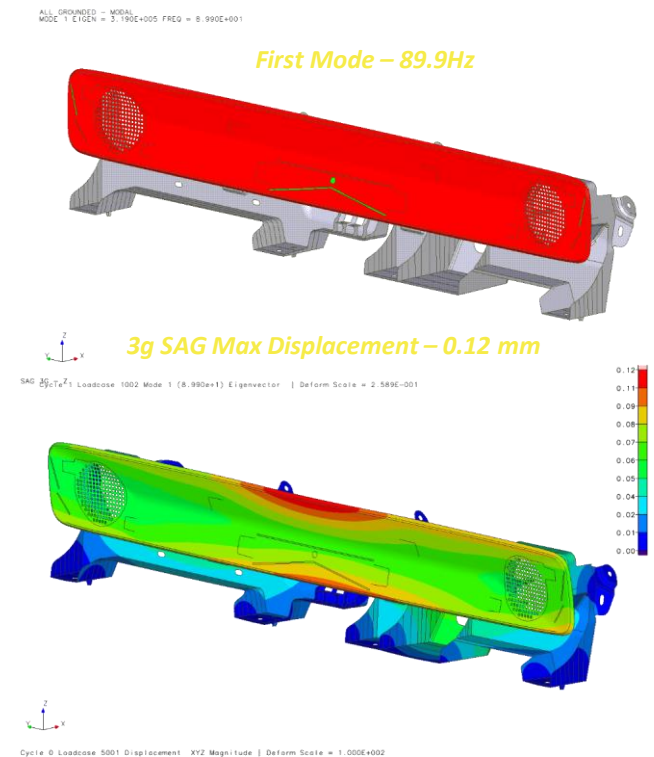 ALL GROUNDED - MODAL
MODE 1 EIGEN = 3.190E+005 FREQ = 8.990E+001
First Mode – 89.9Hz
Z
Y X
3g SAG Max Displacement – 0.12 mm
SAG 3G - Z
Cycle 1 Loadcase 1002 Mode 1 (8.990e+1) Eigenvector | Deform Scale = 2.589E-001
0.12
0.11
0.09
0.08
0.07
0.06
0.05
0.04
0.02
0.01
0.00
Z
Y X
Cycle 0 Loadcase 5001 Displacement XYZ Magnitude | Deform Scale = 1.000E+002